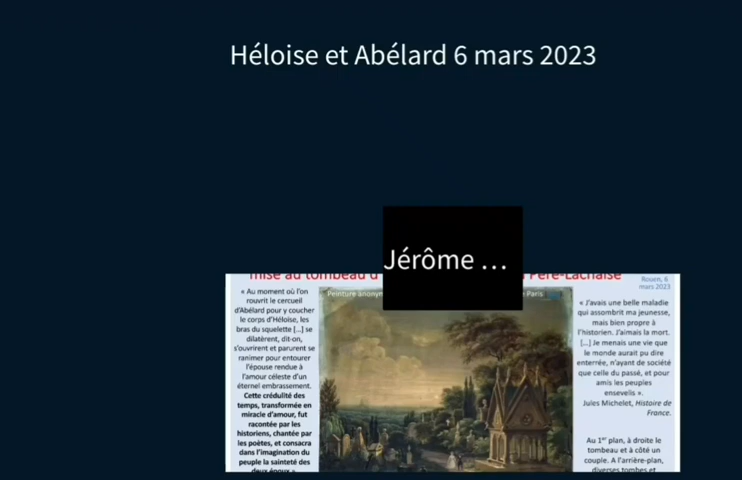 Héloise et Abélard 6 mars 2023
Jérôme ...
mise au tombeau d
Père-Lachaise
Rouen, 6
mars 2023
« Au moment où l'on
rouvrit le cercueil
d'Abélard pour y coucher
le corps d'Héloïse, les
bras du squelette [...] se
dilatèrent, dit-on,
s'ouvrirent et parurent se
ranimer pour entourer
l'épouse rendue à
l'amour céleste d'un
éternel embrassement.
Cette crédulité des
temps, transformée en
miracle d'amour, fut
racontée par les
historiens, chantée par
les poètes, et consacra
dans l'imagination du
peuple la sainteté des
deux époux »
Peinture anonym
Paris
« J'avais une belle maladie
qui assombrit ma jeunesse,
mais bien propre à
l'historien. J'aimais la mort.
[...] Je menais une vie que
le monde aurait pu dire
enterrée, n'ayant de société
que celle du passé, et pour
amis les peuples
ensevelis ».
Jules Michelet, Histoire de
France.
Au 1er plan, à droite le
tombeau et à côté un
couple. A l'arrière-plan,
diverses tombes et